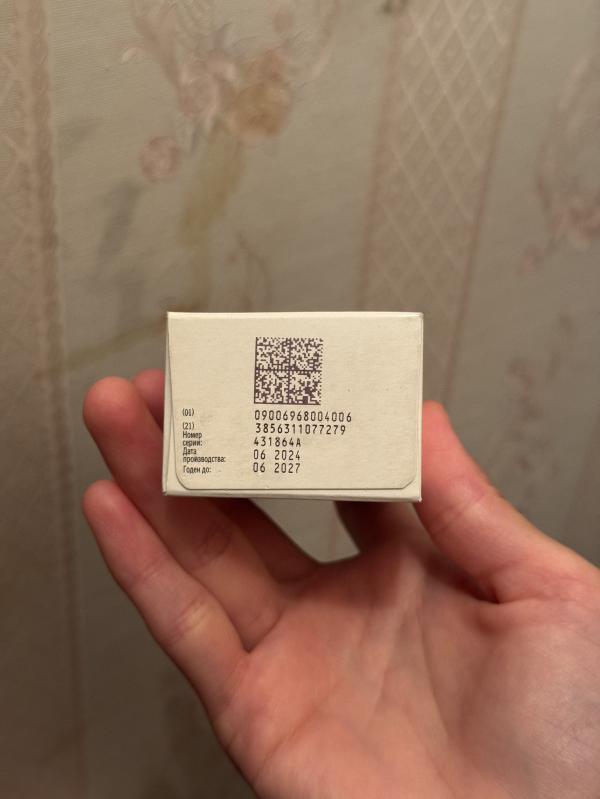 (01) 09006968004006
(21) 3856311077279
Номер
серии: 431864A
Дата
производства: 06 2024
Годен до: 06 2027